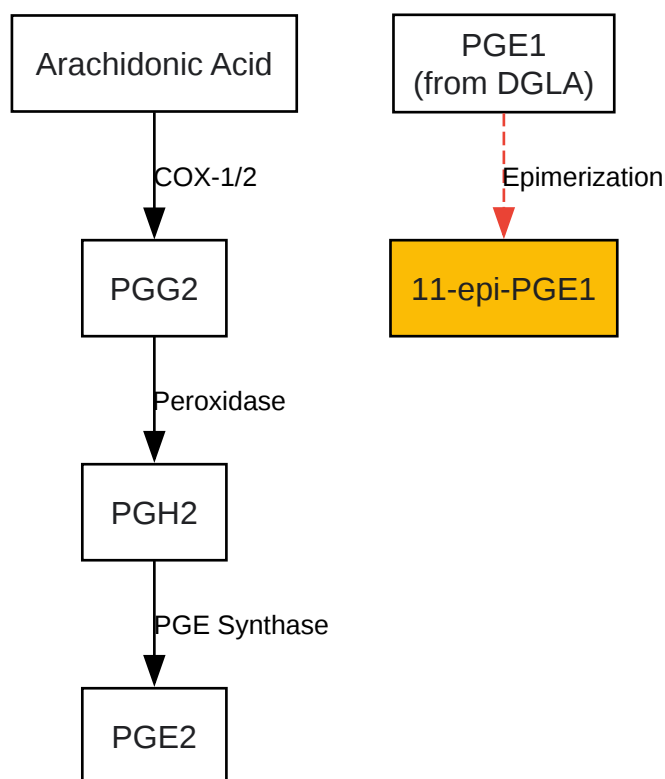 Arachidonic Acid
COX-1/2
PGG2
Peroxidase
PGH2
PGE Synthase
PGE2
PGE1
(from DGLA)
Epimerization
11-epi-PGE1